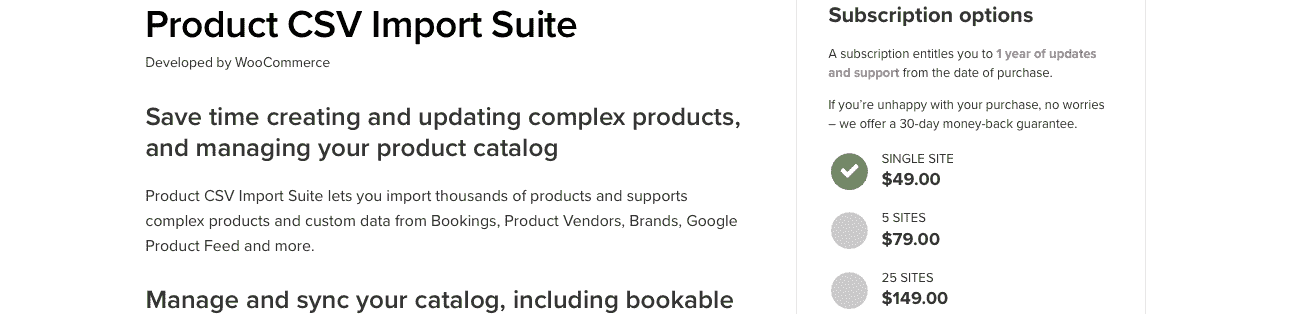 Product CSV Import Suite
Developed by WooCommerce
Save time creating and updating complex products,
and managing your product catalog
Product CSV Import Suite lets you import thousands of products and supports
complex products and custom data from Bookings, Product Vendors, Brands, Google
Product Feed and more.
Manage and sync your catalog, including bookable
Subscription options
A subscription entitles you to 1 year of updates
and support from the date of purchase.
If you're unhappy with your purchase, no worries
– we offer a 30-day money-back guarantee.
SINGLE SITE
$49.00
5 SITES
$79.00
25 SITES
$149.00